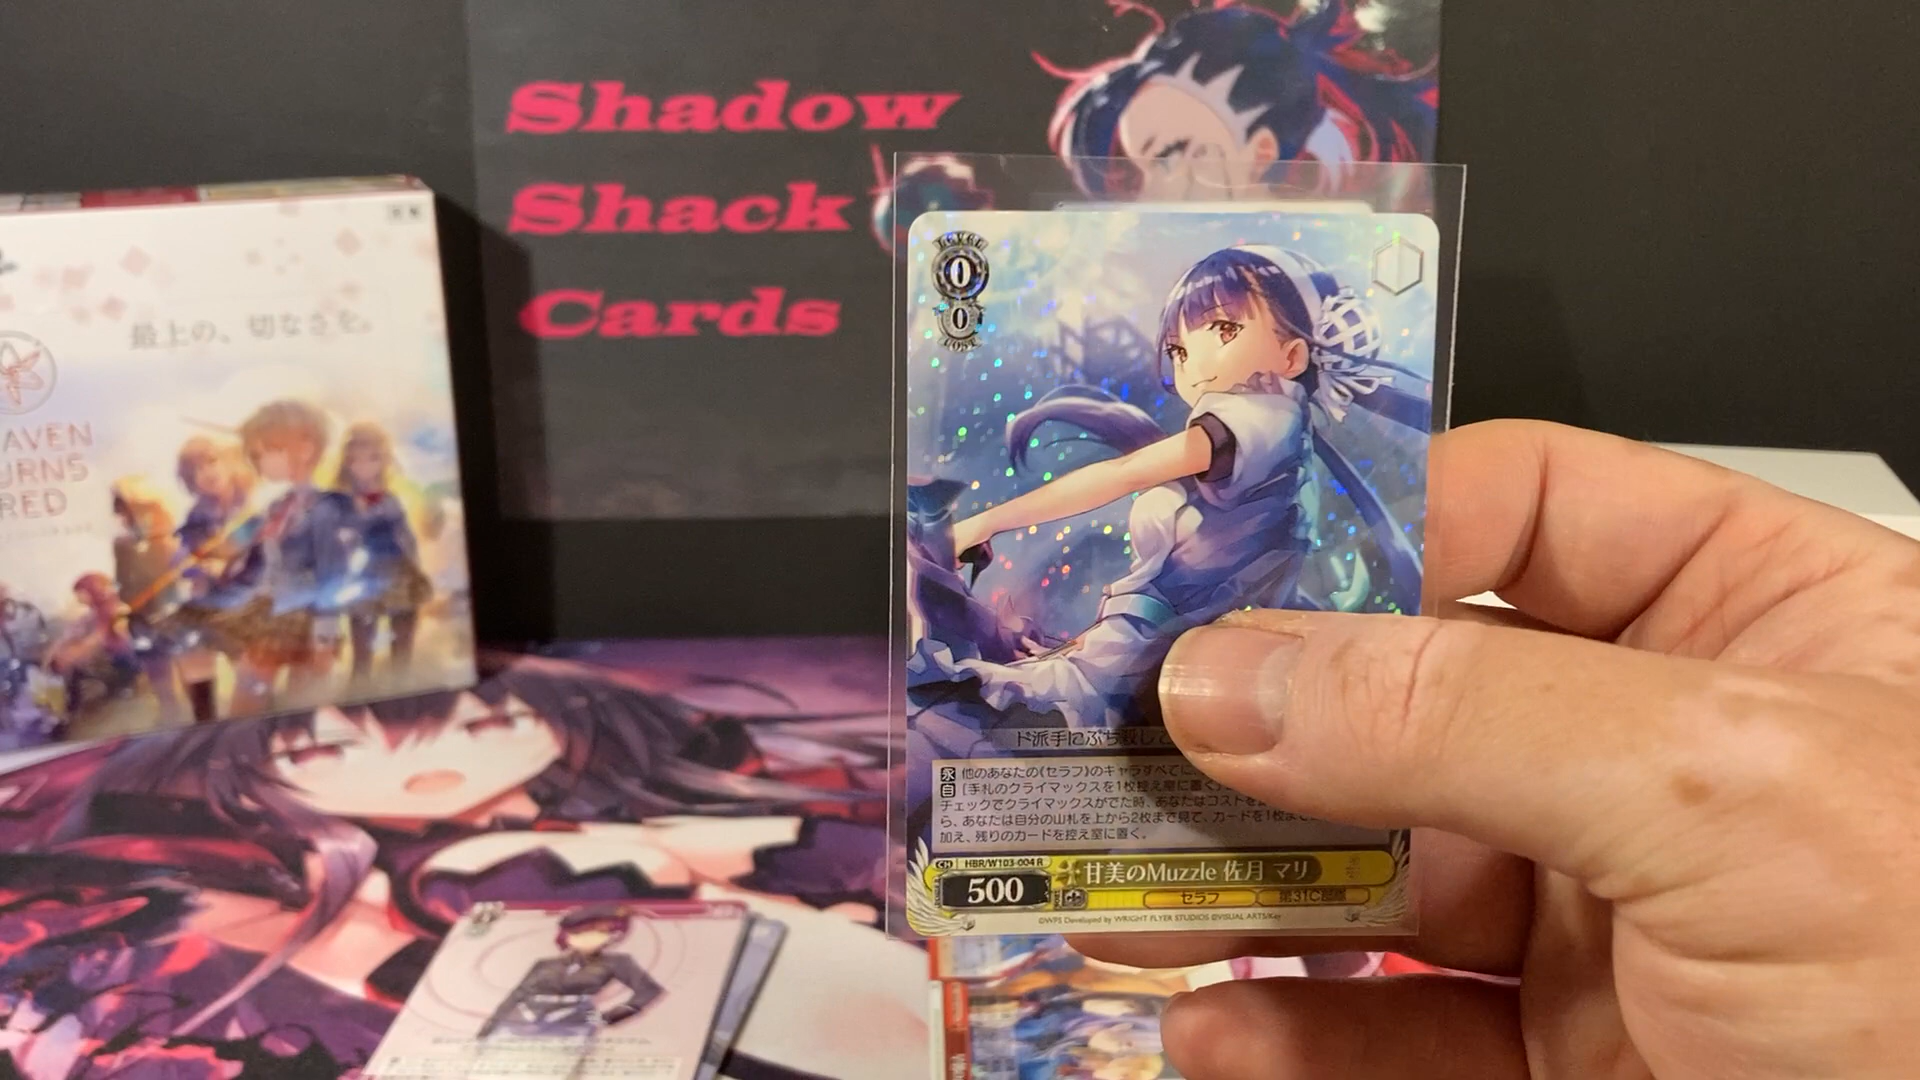 Shadow
Shack
Cards
最上の、切なさを。
AVEN
URNS
RED
LEVEL
0
0
COST
ド派手にぶち殺して
永 他のあなたの《セラフ》のキャラすべてに、
自 [手札のクライマックスを1枚控え室に置く]
チェックでクライマックスがでた時、あなたはコストを
ら、あなたは自分の山札を上から2枚まで見て、カードを1枚まで
加え、残りのカードを控え室に置く。
CH HBR/W103-004 R
甘美のMuzzle 佐月 マリ
500
セラフ
第31C部隊
©WFS Developed by WRIGHT FLYER STUDIOS ©VISUAL ARTS/Key